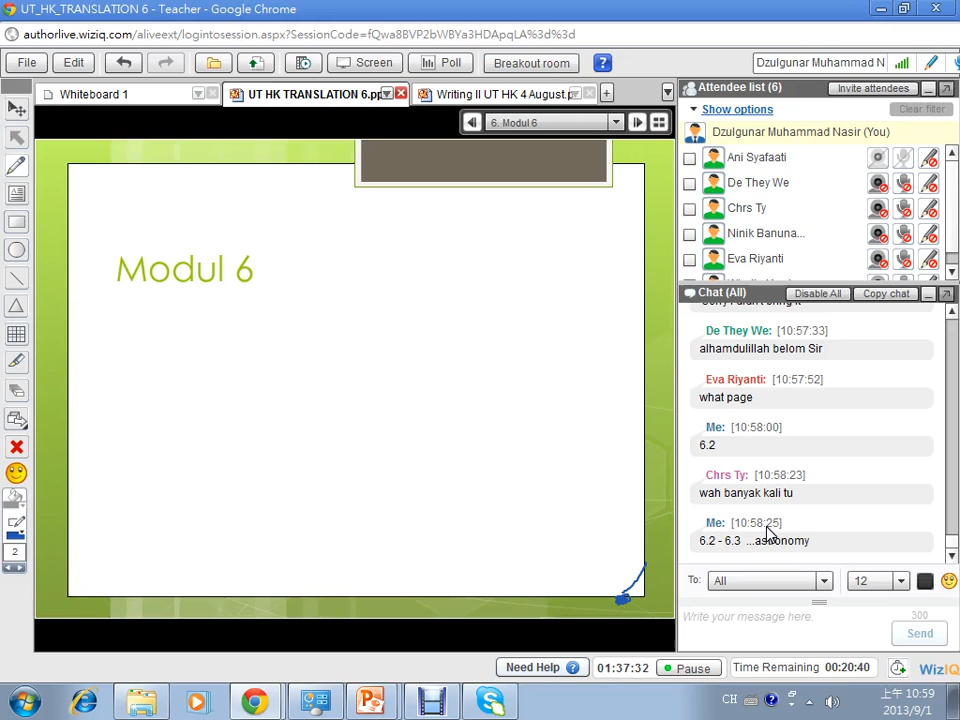 UT_HK_TRANSLATION 6 - Teacher - Google Chrome
authorlive.wiziq.com/aliveext/logintosession.aspx?SessionCode=fQwa8BVP2bWBYa3HDApqLA%3d%3d
File Edit Screen Poll Breakout room ? Dzulgunar Muhammad N
Whiteboard 1 UT HK TRANSLATION 6.pp Writing II UT HK 4 August.p
6. Modul 6
Modul 6
2
Attendee list (6) Invite attendees
Show options Clear filter
Dzulgunar Muhammad Nasir (You)
Ani Syafaati
De They We
Chrs Ty
Ninik Banuna...
Eva Riyanti
Chat (All) Disable All Copy chat
De They We: [10:57:33]
alhamdulillah belom Sir
Eva Riyanti: [10:57:52]
what page
Me: [10:58:00]
6.2
Chrs Ty: [10:58:23]
wah banyak kali tu
Me: [10:58:25]
6.2 - 6.3 ...astronomy
To: All 12
Write your message here. 300
Send
Need Help ? 01:37:32 Pause Time Remaining 00:20:40 WizIQ
CH 上午 10:59
2013/9/1